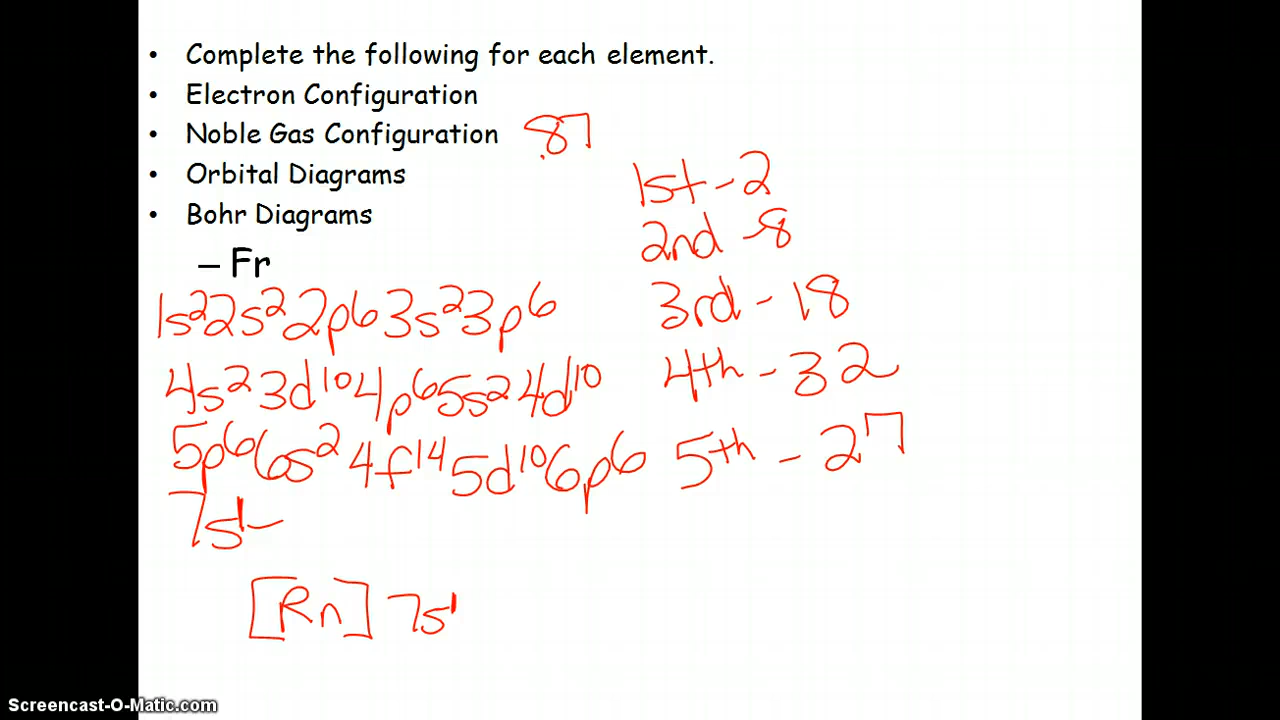 • Complete the following for each element.
• Electron Configuration
• Noble Gas Configuration
87
• Orbital Diagrams
• Bohr Diagrams
– Fr
1s²2s²2p⁶3s²3p⁶
4s²3d¹⁰4p⁶5s²4d¹⁰
5p⁶6s²4f¹⁴5d¹⁰6p⁶
7s¹
[Rn] 7s¹
1st - 2
2nd - 8
3rd - 18
4th - 32
5th - 27
Screencast-O-Matic.com